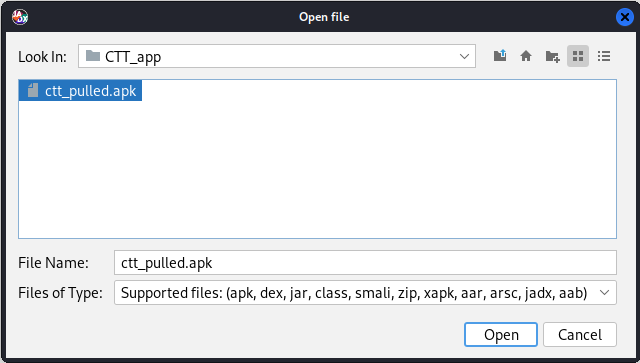 Open file
Look In: CTT_app
ctt_pulled.apk
File Name: ctt_pulled.apk
Files of Type: Supported files: (apk, dex, jar, class, smali, zip, xapk, aar, arsc, jadx, aab)
Open Cancel